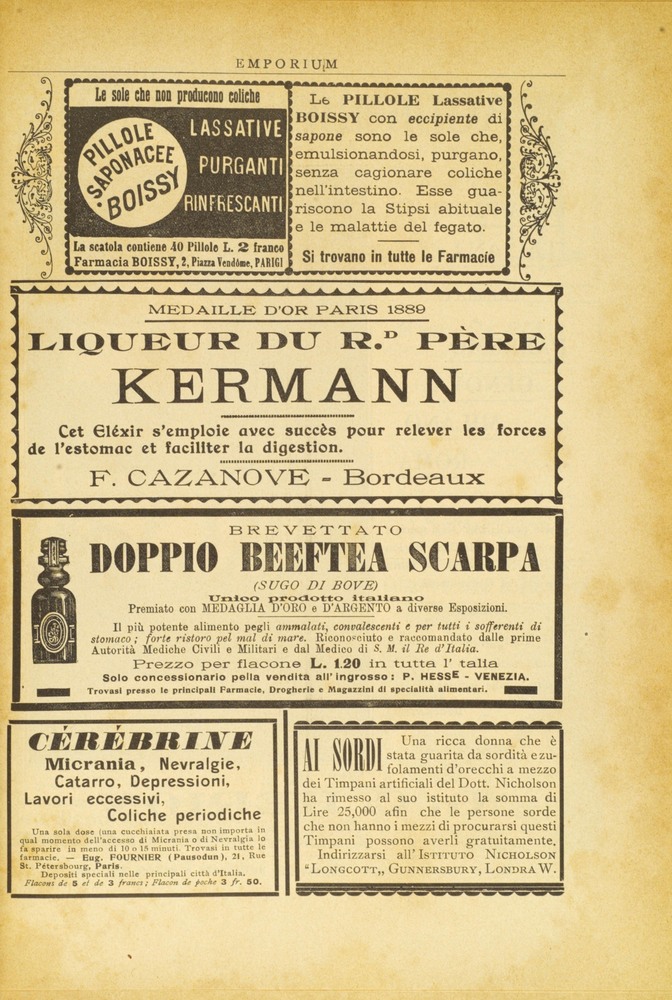 EMPORIUM
Le sole che non producono coliche
PILLOLE
SAPONACEE
BOISSY
LASSATIVE
PURGANTI
RINFRESCANTI
La scatola contiene 40 Pillole L. 2 franco
Farmacia BOISSY, 2, Piazza Vendôme, PARIGI
Le PILLOLE Lassative
BOISSY con eccipiente di
sapone sono le sole che,
emulsionandosi, purgano,
senza cagionare coliche
nell'intestino. Esse gua-
riscono la Stipsi abituale
e le malattie del fegato.
Si trovano in tutte le Farmacie
MEDAILLE D'OR PARIS 1889
LIQUEUR DU R.D PÈRE
KERMANN
Cet Eléxir s'emploie avec succès pour relever les forces
de l'estomac et faciliter la digestion.
F. CAZANOVE - Bordeaux
BREVETTATO
DOPPIO BEEFTEA SCARPA
(SUGO DI BOVE)
Unico prodotto italiano
Premiato con MEDAGLIA D'ORO e D'ARGENTO a diverse Esposizioni.
Il più potente alimento pegli ammalati, convalescenti e per tutti i sofferenti di
stomaco; forte ristoro pel mal di mare. Riconosciuto e raccomandato dalle prime
Autorità Mediche Civili e Militari e dal Medico di S. M. il Re d'Italia.
Prezzo per flacone L. 1.20 in tutta l' talia
Solo concessionario pella vendita all'ingrosso: P. HESSE - VENEZIA.
Trovasi presso le principali Farmacie, Drogherie e Magazzini di specialità alimentari.
CÉRÉBRINE
Micrania, Nevralgie,
Catarro, Depressioni,
Lavori eccessivi,
Coliche periodiche
Una sola dose (una cucchiaiata presa non importa in
qual momento dell'accesso di Micrania o di Nevralgia lo
fa sparire in meno di 10 o 15 minuti. Trovasi in tutte le
farmacie. — Eug. FOURNIER (Pausodun), 21, Rue
St. Pétersbourg, Paris.
Depositi speciali nelle principali città d'Italia.
Flacons de 5 et de 3 francs; Flacon de poche 3 fr. 50.
AI SORDI
Una ricca donna che è
stata guarita da sordità e zu-
folamenti d'orecchi a mezzo
dei Timpani artificiali del Dott. Nicholson
ha rimesso al suo istituto la somma di
Lire 25,000 afin che le persone sorde
che non hanno i mezzi di procurarsi questi
Timpani possono averli gratuitamente.
Indirizzarsi all'ISTITUTO NICHOLSON
"LONGCOTT,, GUNNERSBURY, LONDRA W.